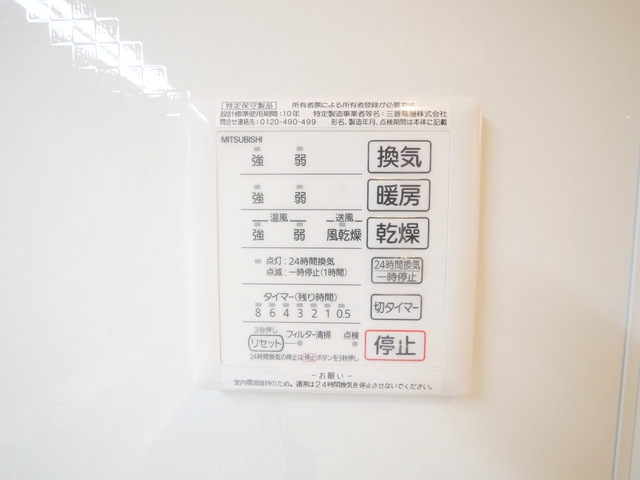 特定保守製品 所有者票による所有者登録が必要です
設計標準使用期間:10年 特定製造事業者等名:三菱電機株式会社
問合せ連絡先:0120-490-499 形名、製造年月、点検期間は本体に記載
MITSUBISHI
強 弱 換気
強 弱 暖房
温風 送風
強 弱 風乾燥 乾燥
点灯:24時間換気
点滅:一時停止(1時間)
24時間換気
一時停止
タイマー(残り時間)
8 6 4 3 2 1 0.5
切タイマー
3秒押し
リセット フィルター清掃 点検
停止
24時間換気の停止は停止ボタンを3秒押し
-お願い-
室内環境維持のため。通常は24時間換気を停止させないでください。